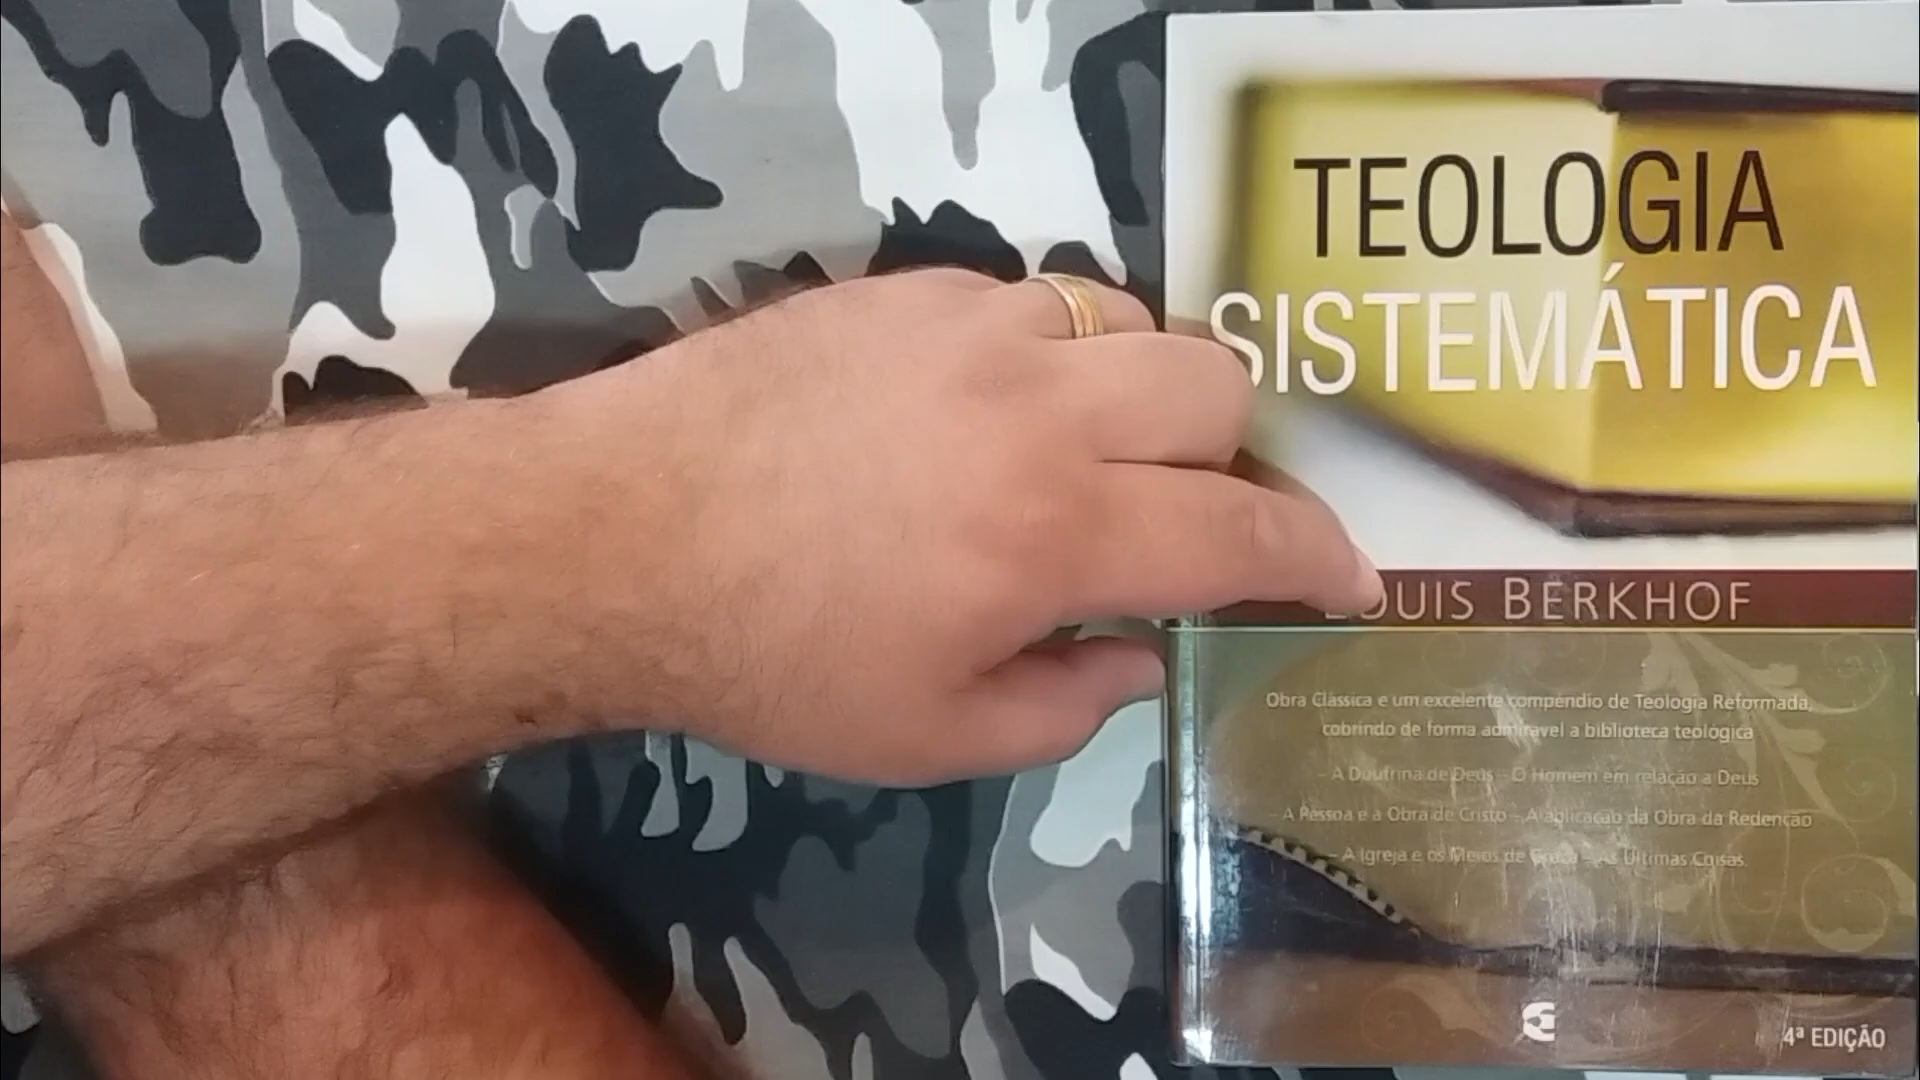 TEOLOGIA
SISTEMÁTICA
LOUIS BERKHOF
Obra Clássica e um excelente compêndio de Teologia Reformada,
cobrindo de forma admirável a biblioteca teológica
- A Doutrina de Deus - O Homem em relação a Deus
- A Pessoa e a Obra de Cristo - A aplicação da Obra da Redenção
- A Igreja e os Meios de Graça - As Últimas Coisas.
4ª EDIÇÃO